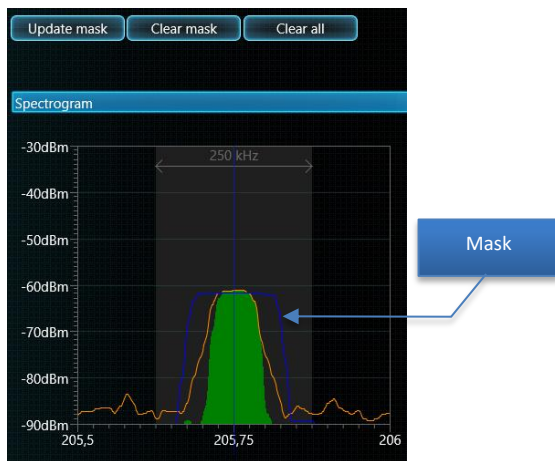 Update mask Clear mask Clear all
Spectrogram
-30dBm
250 kHz
-40dBm
-50dBm
Mask
-60dBm
-70dBm
-80dBm
-90dBm
205,5 205,75 206